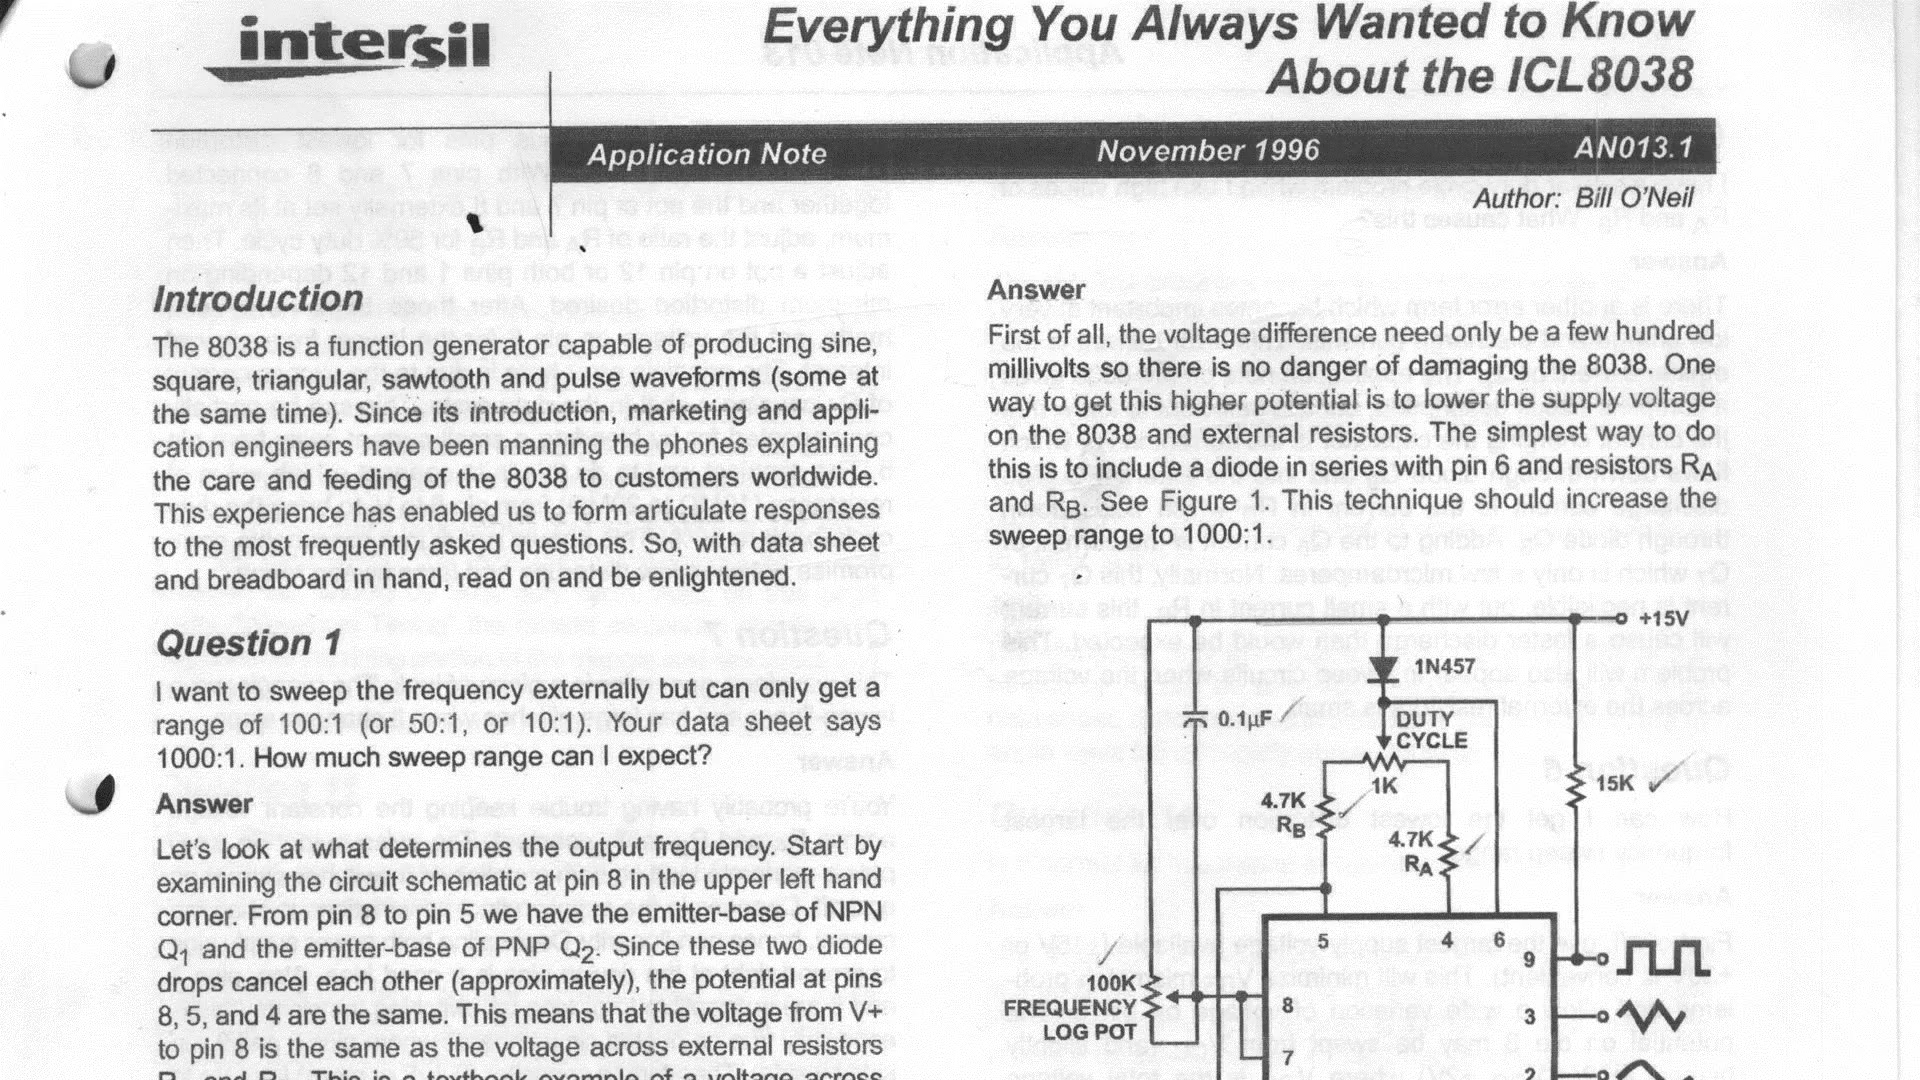 intersil
Everything You Always Wanted to Know
About the ICL8038
Application Note
November 1996
AN013.1
Author: Bill O'Neil
Introduction
The 8038 is a function generator capable of producing sine,
square, triangular, sawtooth and pulse waveforms (some at
the same time). Since its introduction, marketing and appli-
cation engineers have been manning the phones explaining
the care and feeding of the 8038 to customers worldwide.
This experience has enabled us to form articulate responses
to the most frequently asked questions. So, with data sheet
and breadboard in hand, read on and be enlightened.
Question 1
I want to sweep the frequency externally but can only get a
range of 100:1 (or 50:1, or 10:1). Your data sheet says
1000:1. How much sweep range can I expect?
Answer
Let's look at what determines the output frequency. Start by
examining the circuit schematic at pin 8 in the upper left hand
corner. From pin 8 to pin 5 we have the emitter-base of NPN
Q1 and the emitter-base of PNP Q2. Since these two diode
drops cancel each other (approximately), the potential at pins
8, 5, and 4 are the same. This means that the voltage from V+
to pin 8 is the same as the voltage across external resistors
This is a textbook example of a voltage across
Answer
First of all, the voltage difference need only be a few hundred
millivolts so there is no danger of damaging the 8038. One
way to get this higher potential is to lower the supply voltage
on the 8038 and external resistors. The simplest way to do
this is to include a diode in series with pin 6 and resistors RA
and RB. See Figure 1. This technique should increase the
sweep range to 1000:1.
+15V
1N457
0.1µF
DUTY
CYCLE
1K
15K
4.7K
RB
4.7K
RA
5
4
6
9
100K
FREQUENCY
LOG POT
8
3
7
2